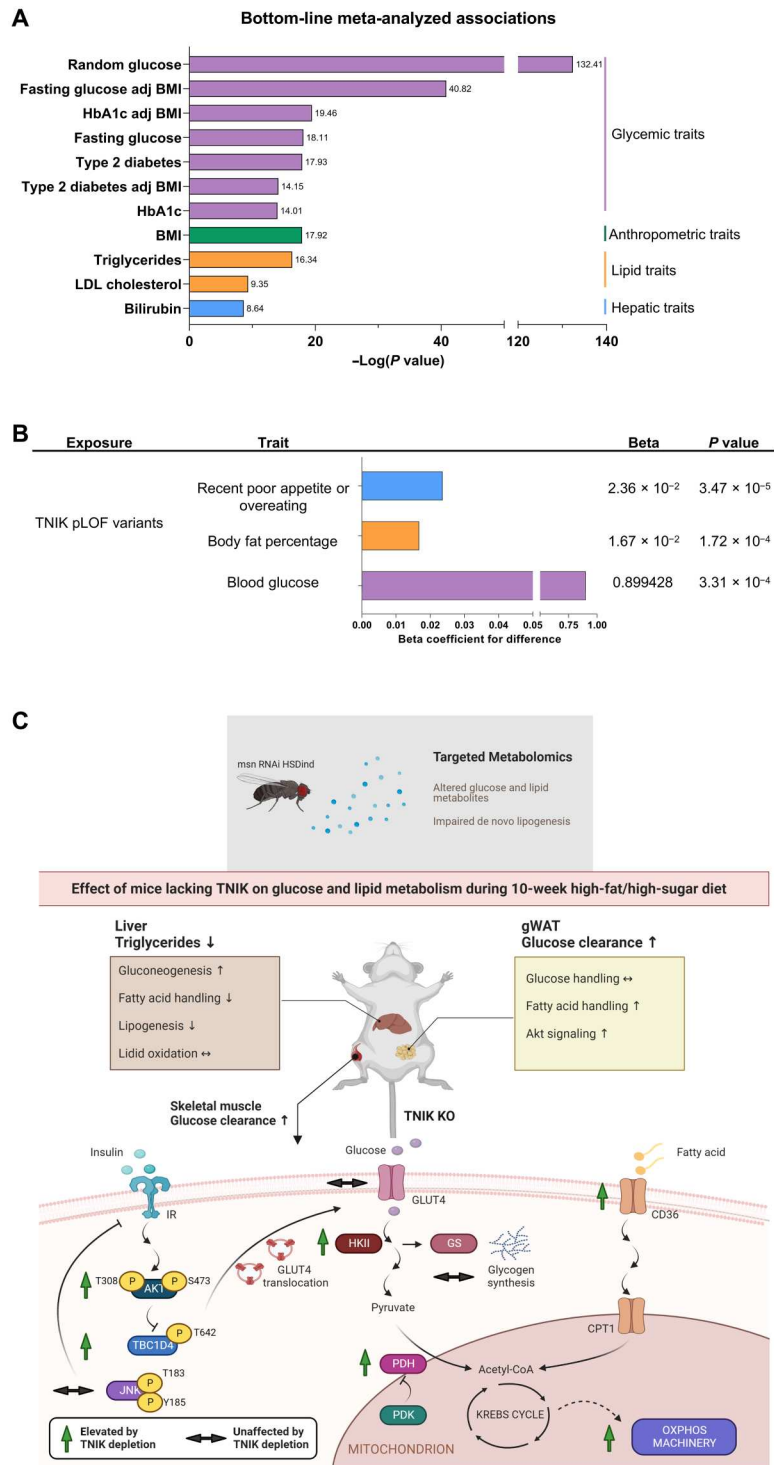 A
Bottom-line meta-analyzed associations
Random glucose 132.41
Fasting glucose adj BMI 40.82
HbA1c adj BMI 19.46
Fasting glucose 18.11
Type 2 diabetes 17.93
Type 2 diabetes adj BMI 14.15
HbA1c 14.01
Glycemic traits
BMI 17.92 Anthropometric traits
Triglycerides 16.34
LDL cholesterol 9.35
Lipid traits
Bilirubin 8.64 Hepatic traits
0 20 40 120 140
–Log(P value)
B
Exposure Trait Beta P value
TNIK pLOF variants
Recent poor appetite or
overeating
2.36 × 10⁻² 3.47 × 10⁻⁵
Body fat percentage 1.67 × 10⁻² 1.72 × 10⁻⁴
Blood glucose 0.899428 3.31 × 10⁻⁴
0.00 0.01 0.02 0.03 0.04 0.05 0.75 1.00
Beta coefficient for difference
C
msn RNAi HSDind
Targeted Metabolomics
Altered glucose and lipid
metabolites
Impaired de novo lipogenesis
Effect of mice lacking TNIK on glucose and lipid metabolism during 10-week high-fat/high-sugar diet
Liver
Triglycerides ↓
Gluconeogenesis ↑
Fatty acid handling ↓
Lipogenesis ↓
Lidid oxidation ↔
gWAT
Glucose clearance ↑
Glucose handling ↔
Fatty acid handling ↑
Akt signaling ↑
Skeletal muscle
Glucose clearance ↑
TNIK KO
Insulin
IR
Glucose
GLUT4
Fatty acid
CD36
T308 P AKT P S473
GLUT4
translocation
HKII
GS
Glycogen
synthesis
TBC1D4 P T642
Pyruvate
CPT1
JNK P T183
P Y185
PDH
PDK
Acetyl-CoA
KREBS CYCLE
OXPHOS
MACHINERY
MITOCHONDRION
Elevated by
TNIK depletion
Unaffected by
TNIK depletion